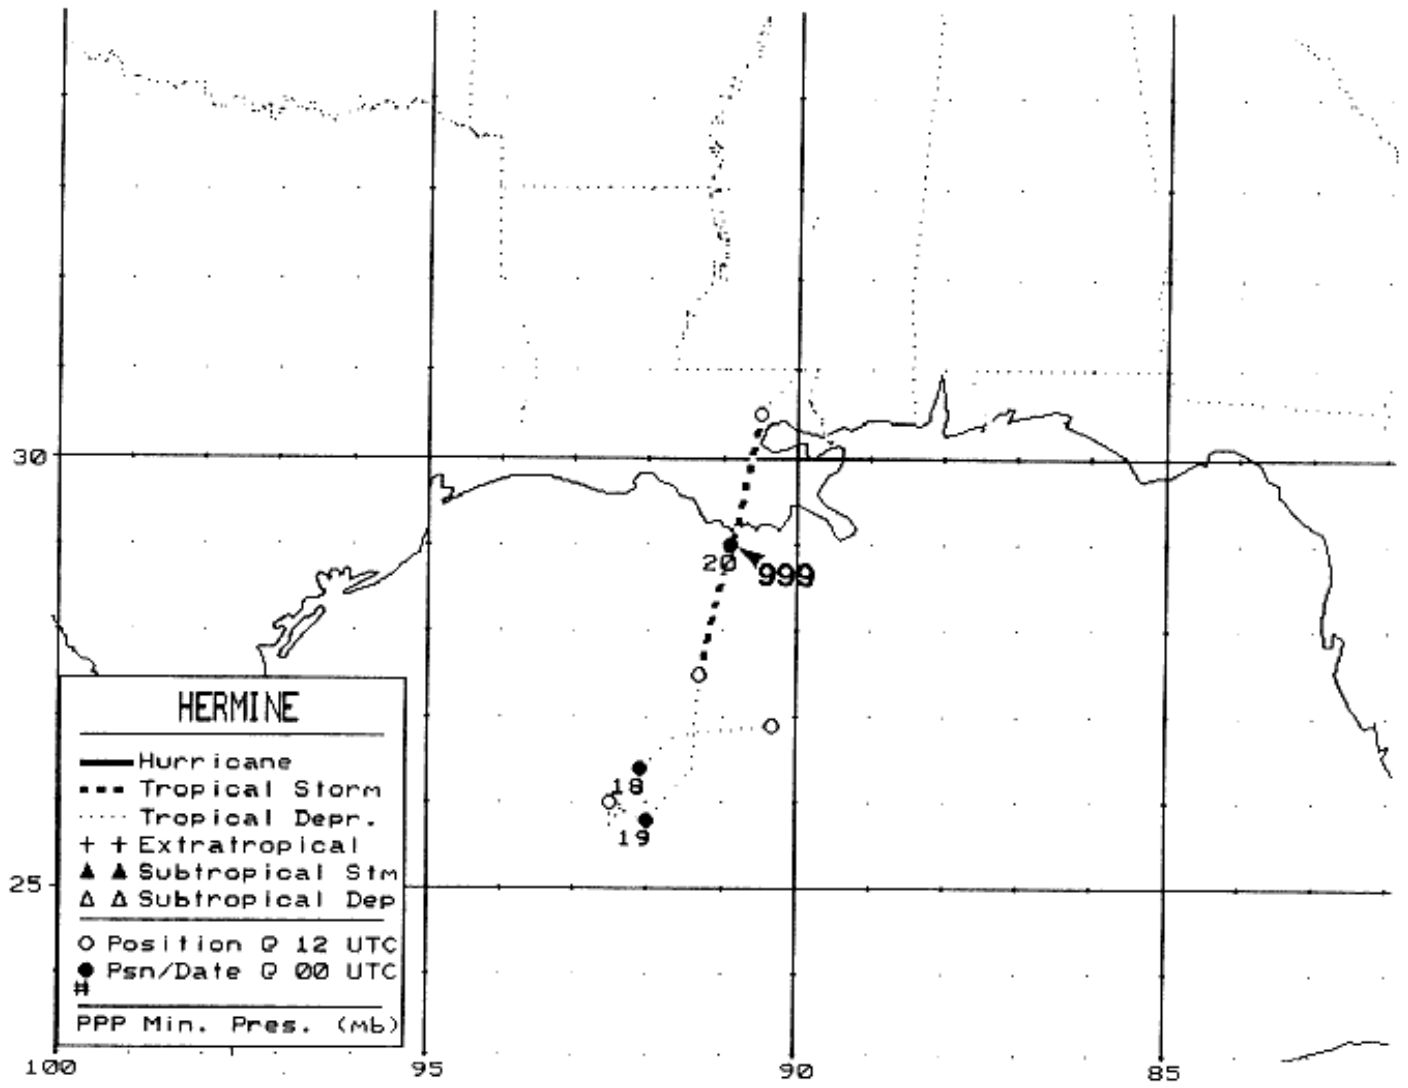 30
20
999
HERMINE
Hurricane
Tropical Storm
Tropical Depr.
+ + Extratropical
Subtropical Stm
Subtropical Dep
Position @ 12 UTC
Psn/Date @ 00 UTC
#
PPP Min. Pres. (mb)
18
19
25
100
95
90
85